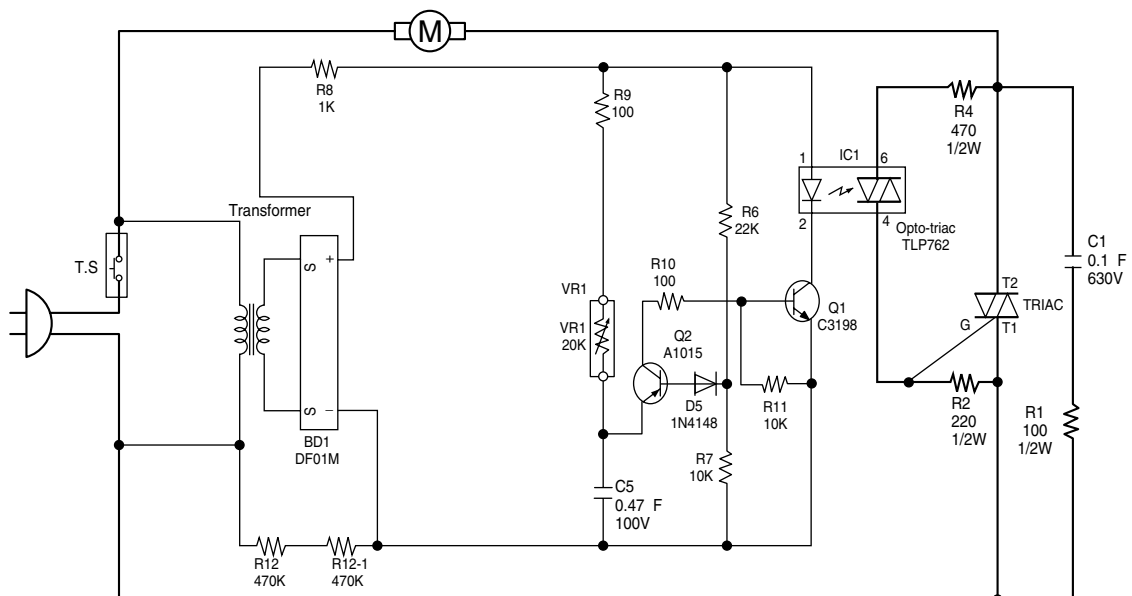 M
R8
1K
R9
100
IC1
1
6
R4
470
1/2W
Transformer
R6
22K
2
4
Opto-triac
TLP762
C1
0.1 F
630V
T.S
S
+
R10
100
VR1
VR1
20K
Q2
A1015
Q1
C3198
T2
TRIAC
G
T1
D5
1N4148
R11
10K
R2
220
1/2W
R1
100
1/2W
S
−
BD1
DF01M
R7
10K
C5
0.47 F
100V
R12
470K
R12-1
470K